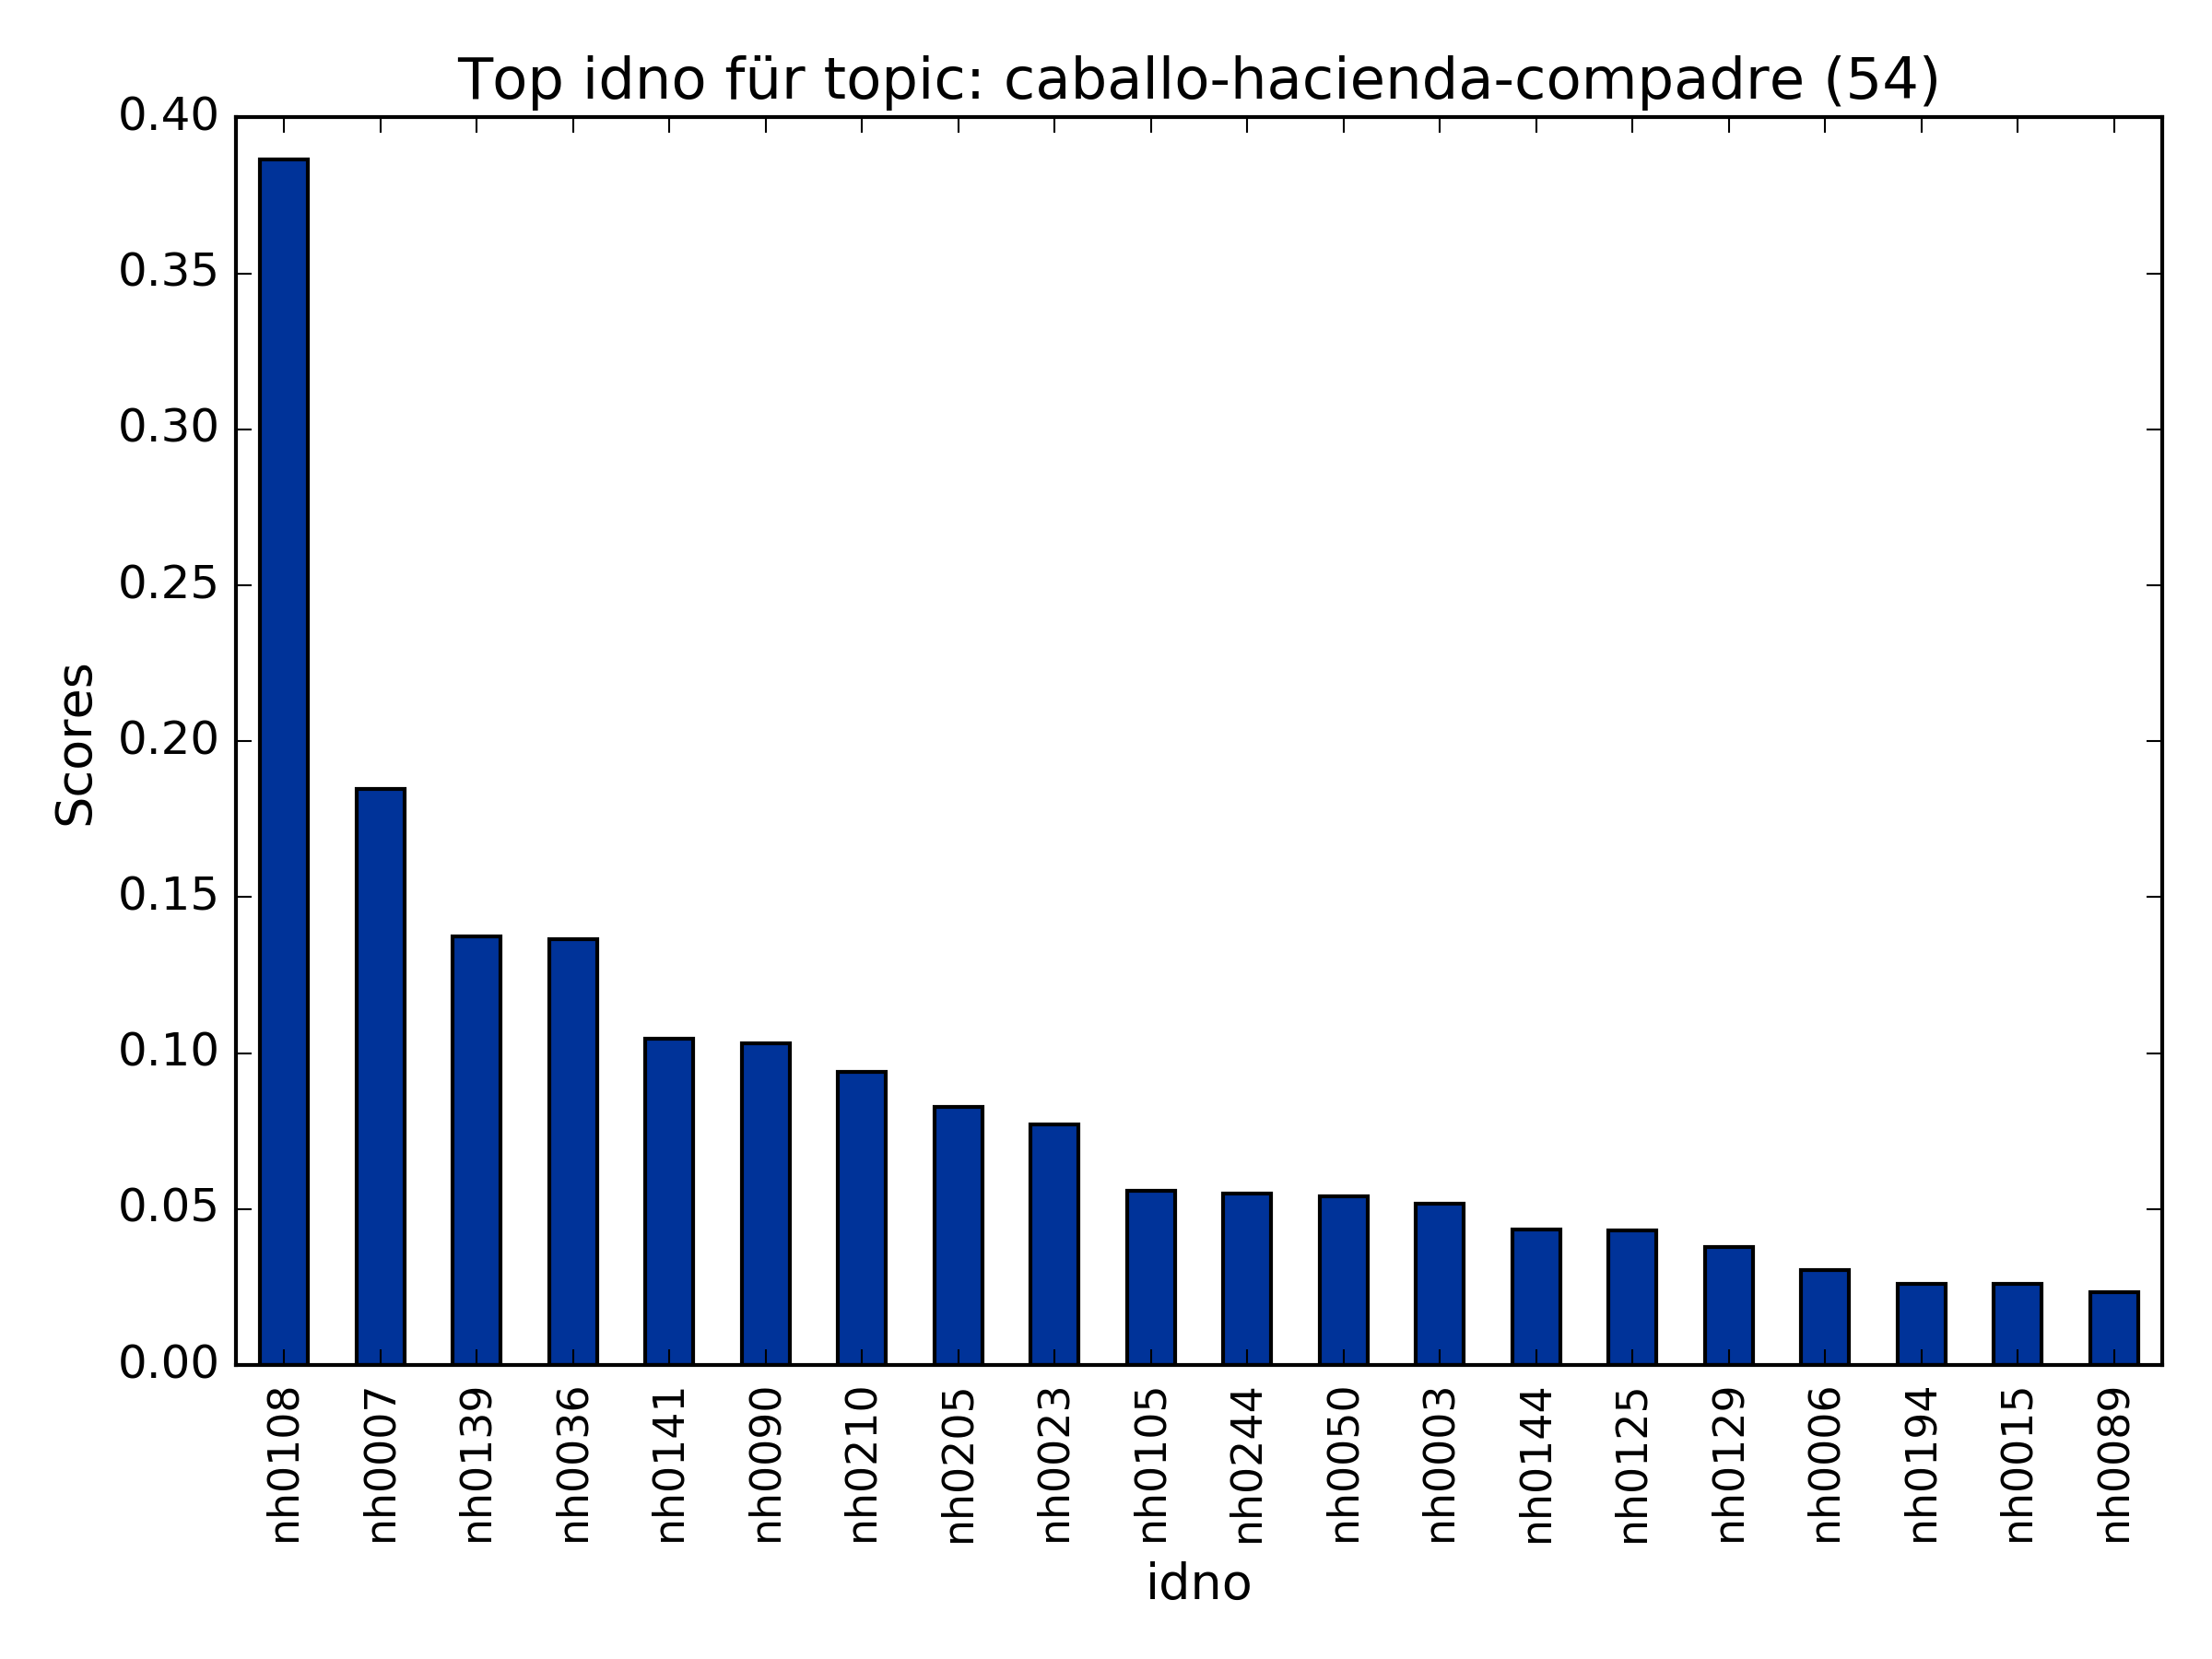 Top idno für topic: caballo-hacienda-compadre (54)
0.40
0.35
0.30
0.25
0.20
0.15
0.10
0.05
0.00
Scores
nh0108
nh0007
nh0139
nh0036
nh0141
nh0090
nh0210
nh0205
nh0023
nh0105
nh0244
nh0050
nh0003
nh0144
nh0125
nh0129
nh0006
nh0194
nh0015
nh0089
idno